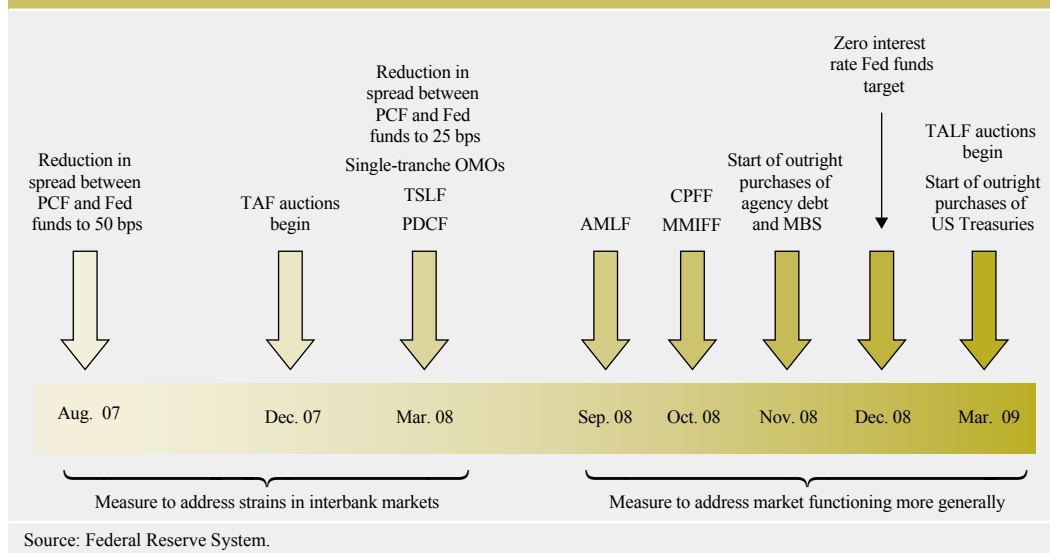 Reduction in
spread between
PCF and Fed
funds to 50 bps
TAF auctions
begin
Reduction in
spread between
PCF and Fed
funds to 25 bps
Single-tranche OMOs
TSLF
PDCF
AMLF
CPFF
MMIFF
Start of outright
purchases of
agency debt
and MBS
Zero interest
rate Fed funds
target
TALF auctions
begin
Start of outright
purchases of
US Treasuries
Aug. 07
Dec. 07
Mar. 08
Sep. 08
Oct. 08
Nov. 08
Dec. 08
Mar. 09
Measure to address strains in interbank markets
Measure to address market functioning more generally
Source: Federal Reserve System.